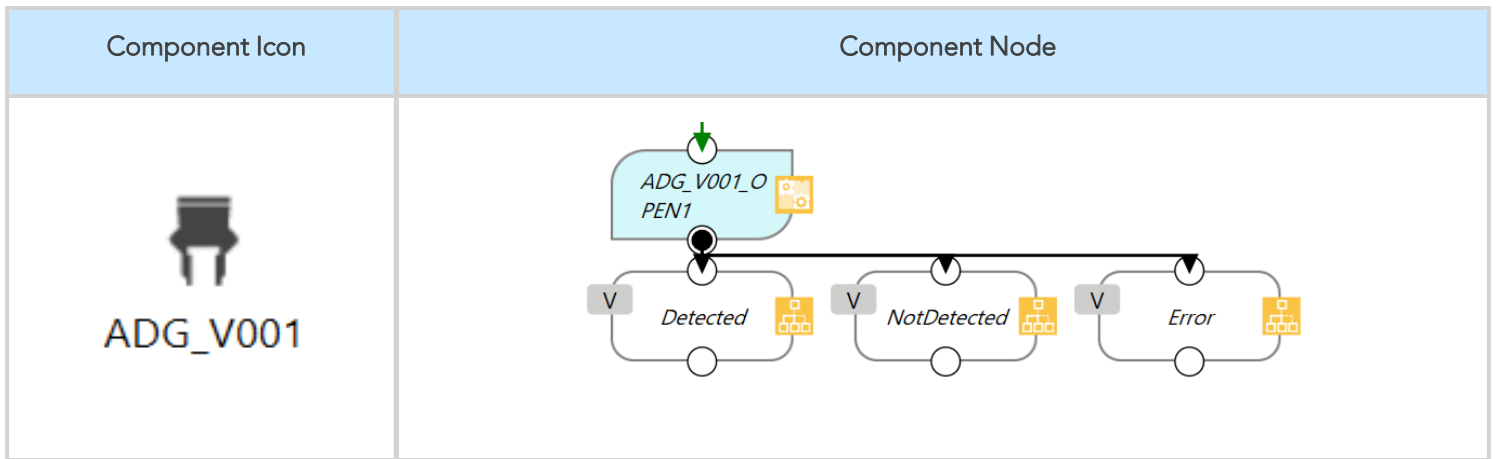 Component Icon
Component Node
ADG_V001
ADG_V001_O
PEN1
V
Detected
V
NotDetected
V
Error